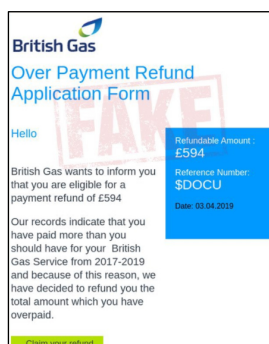 British Gas
Over Payment Refund
Application Form
FAKE
Hello
Refundable Amount :
£594
Reference Number:
$DOCU
Date: 03.04.2019
British Gas wants to inform you
that you are eligible for a
payment refund of £594
Our records indicate that you
have paid more than you
should have for your British
Gas Service from 2017-2019
and because of this reason, we
have decided to refund you the
total amount which you have
overpaid.
Claim your refund